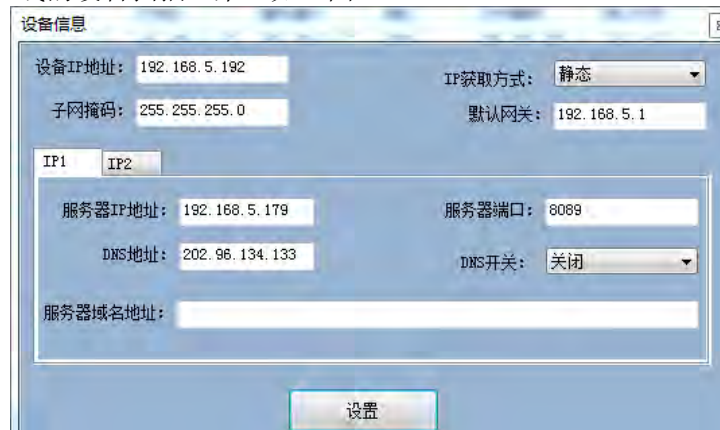 设备信息
设备IP地址： 192.168.5.192 IP获取方式： 静态
子网掩码： 255.255.255.0 默认网关： 192.168.5.1
IP1 IP2
服务器IP地址： 192.168.5.179 服务器端口： 8089
DNS地址： 202.96.134.133 DNS开关： 关闭
服务器域名地址：
设置